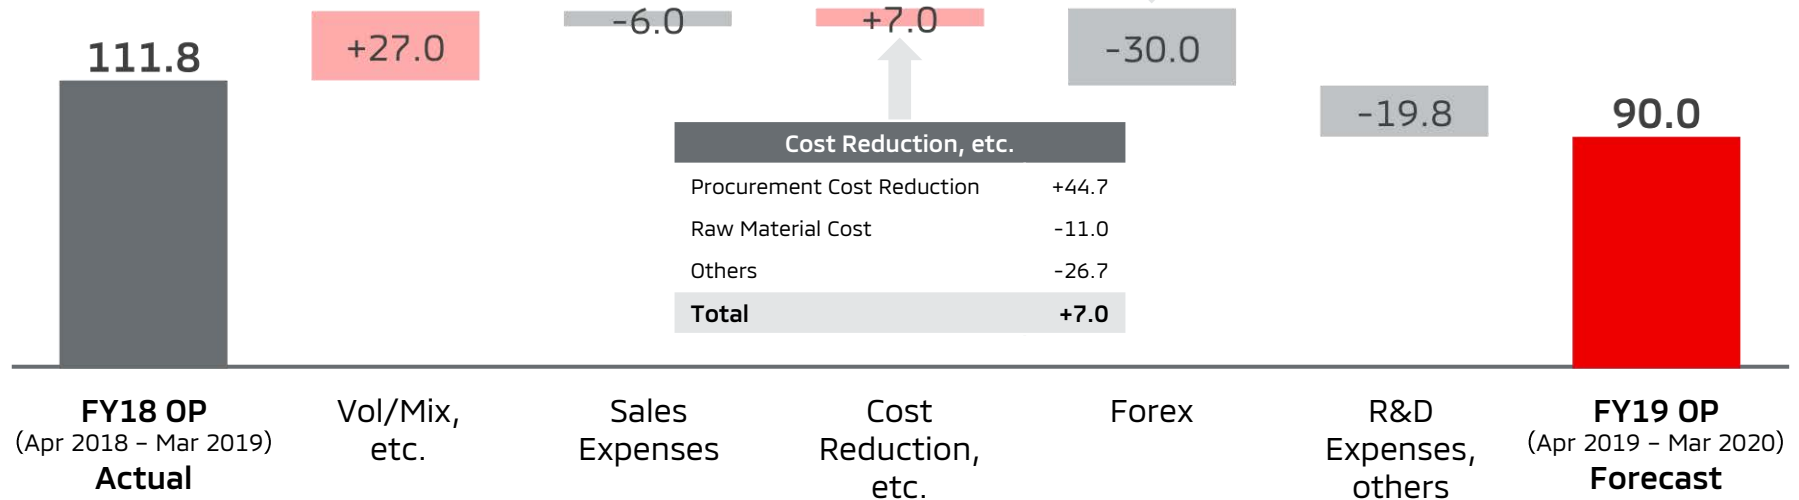 111.8
+27.0
-6.0
+7.0
-30.0
-19.8
90.0
Cost Reduction, etc.
Procurement Cost Reduction +44.7
Raw Material Cost -11.0
Others -26.7
Total +7.0
FY18 OP
(Apr 2018 – Mar 2019)
Actual
Vol/Mix,
etc.
Sales
Expenses
Cost
Reduction,
etc.
Forex
R&D
Expenses,
others
FY19 OP
(Apr 2019 – Mar 2020)
Forecast